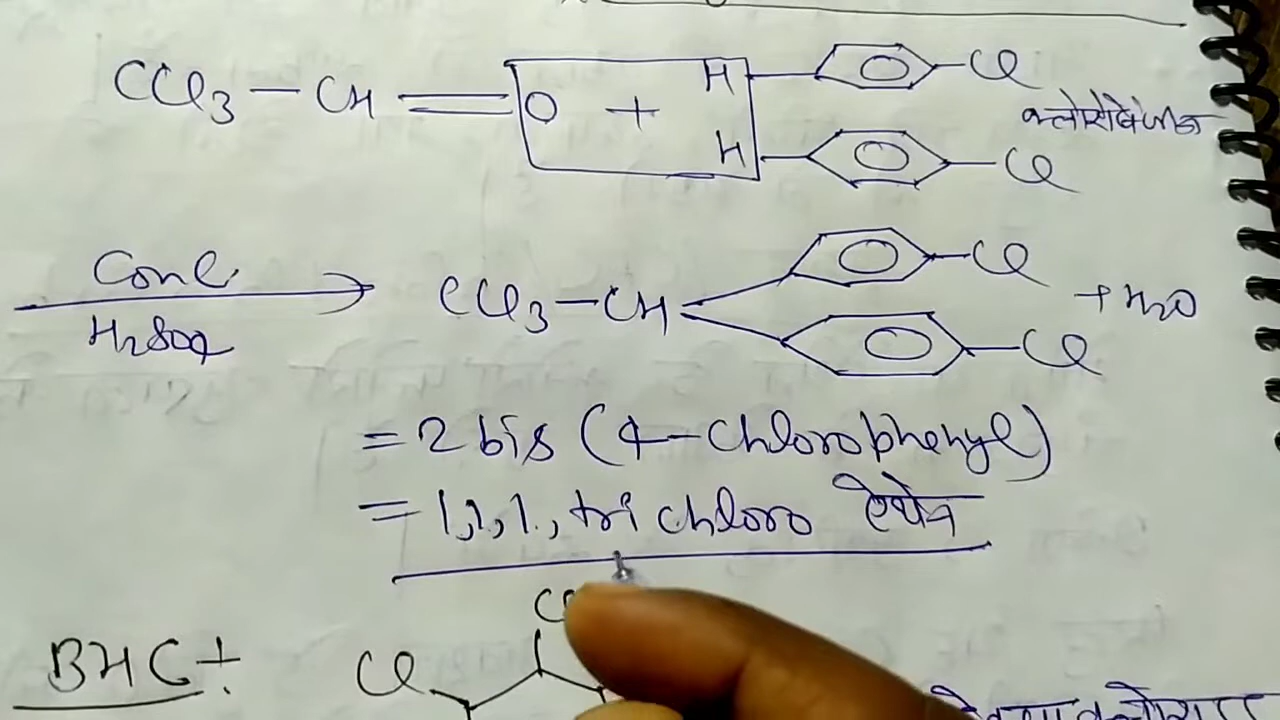 CCl3 — CH = O + H — Cl
क्लोरोबेंजीन
H — Cl
Conc H2SO4 → CCl3 — CH — Cl + H2O
— Cl
= 2 bis (4-Chlorophenyl)
= 1,1,1, tri chloro ऐथेन
BHC :
Cl
Cl